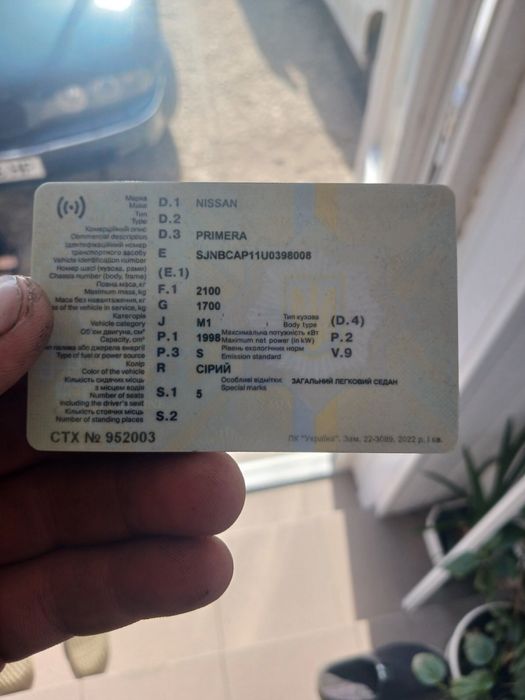 Марка D.1 NISSAN
Make
Тип D.2
Type
Комерційний опис D.3 PRIMERA
Commercial description
Ідентифікаційний номер
транспортного засобу E SJNBCAP11U0398008
Vehicle identification number
Номер шасі (кузова, рами) (E.1)
Chassis number (body, frame)
Повна маса, кг F.1 2100
Maximum mass, kg
Маса без навантаження, кг G 1700
of the vehicle in service, kg
Категорія J M1 Тип кузова (D.4)
Vehicle category Body type
Об'єм двигуна, см³ P.1 1998 Максимальна потужність кВт P.2
Capacity, cm³ Maximum net power (in kW)
палива або джерело енергії P.3 S Рівень екологічних норм V.9
Type of fuel or power source Emission standard
Колір R СІРИЙ
Color of the vehicle
Кількість сидячих місць Особливі відмітки: ЗАГАЛЬНИЙ ЛЕГКОВИЙ СЕДАН
з місцем водія S.1 5 Special marks
Number of seats
including the driver's seat
Кількість стоячих місць S.2
Number of standing places
СТХ № 952003 ПК "Україна". Зам. 22-3089. 2022 р. І кв.